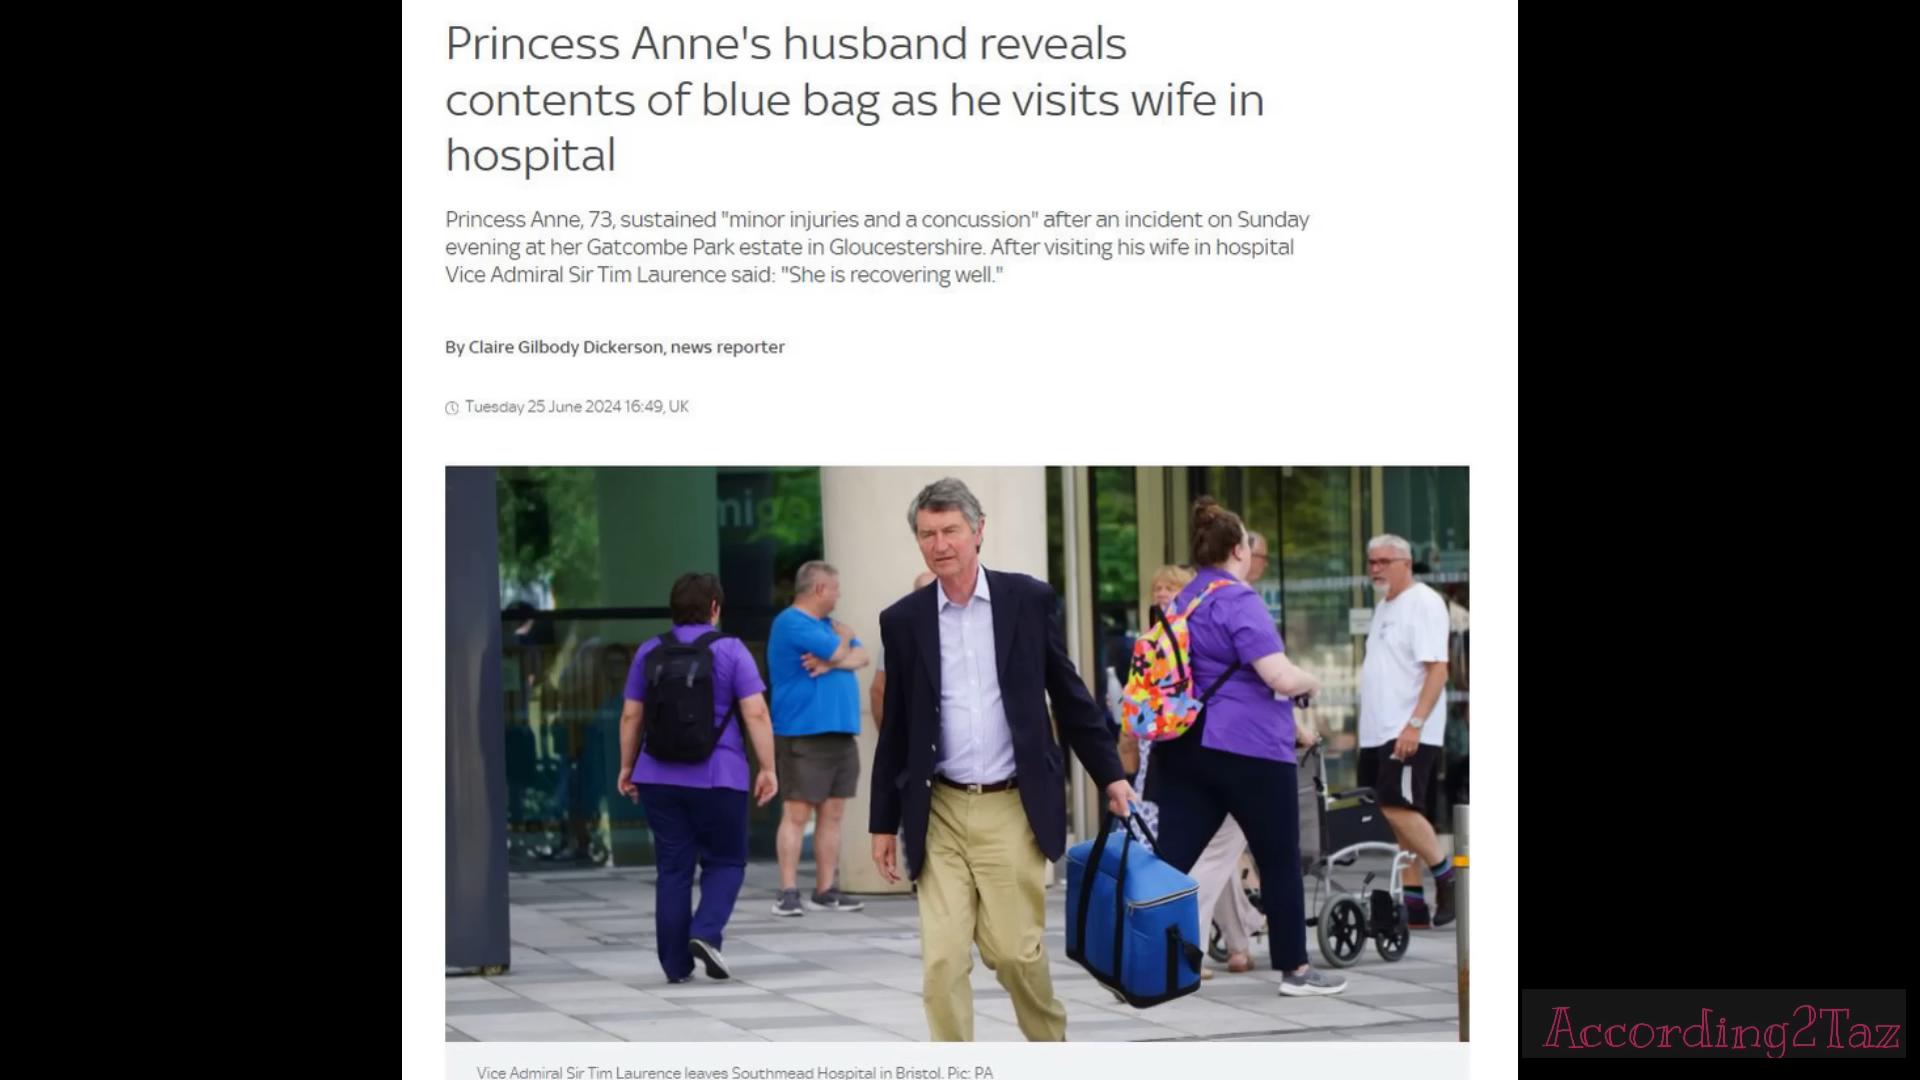 Princess Anne's husband reveals
contents of blue bag as he visits wife in
hospital
Princess Anne, 73, sustained "minor injuries and a concussion" after an incident on Sunday
evening at her Gatcombe Park estate in Gloucestershire. After visiting his wife in hospital
Vice Admiral Sir Tim Laurence said: "She is recovering well."
By Claire Gilbody Dickerson, news reporter
Tuesday 25 June 2024 16:49, UK
Vice Admiral Sir Tim Laurence leaves Southmead Hospital in Bristol. Pic: PA
According2Taz